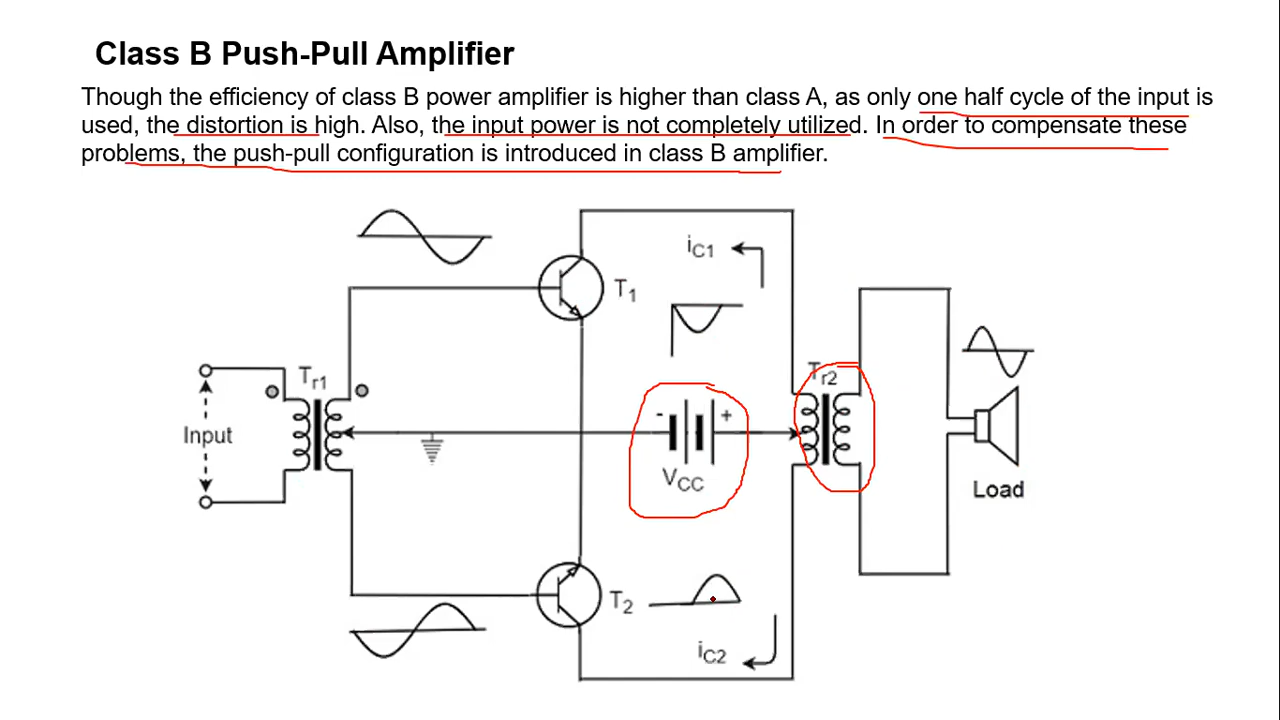 Class B Push-Pull Amplifier
Though the efficiency of class B power amplifier is higher than class A, as only one half cycle of the input is
used, the distortion is high. Also, the input power is not completely utilized. In order to compensate these
problems, the push-pull configuration is introduced in class B amplifier.
iC1
T1
Tr1
Tr2
Input
- +
VCC
Load
T2
iC2